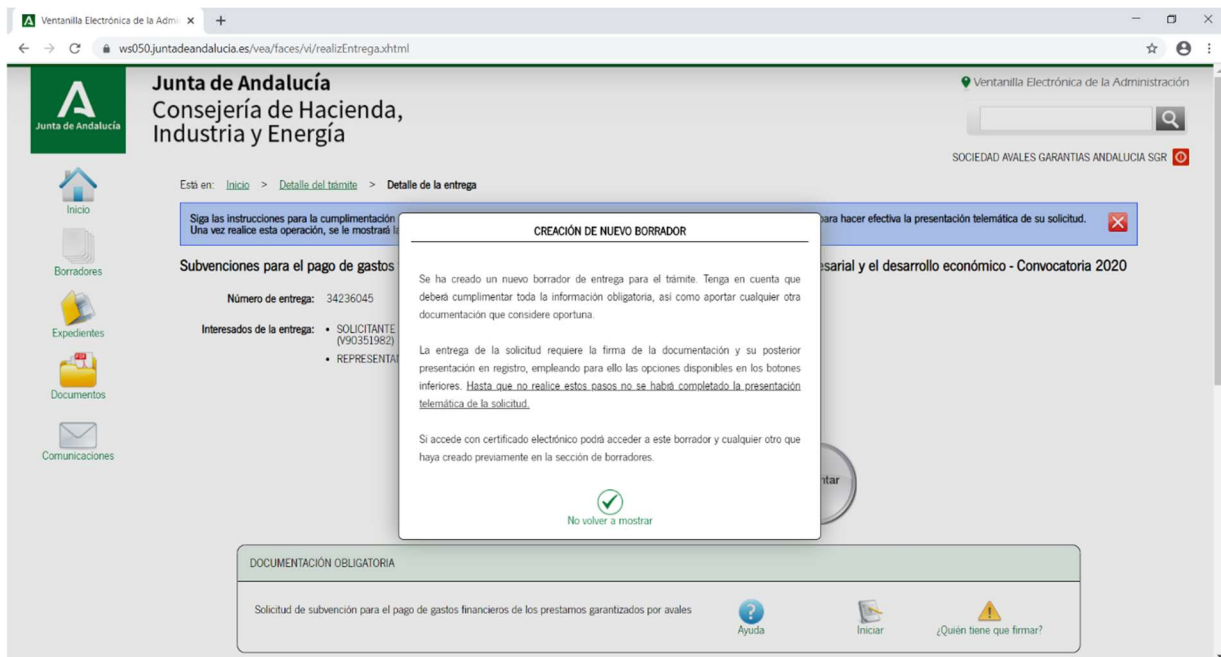 Ventanilla Electrónica de la Admi
ws050.juntadeandalucia.es/vea/faces/vi/realizEntrega.xhtml
Junta de Andalucía
Junta de Andalucía
Consejería de Hacienda,
Industria y Energía
Ventanilla Electrónica de la Administración
SOCIEDAD AVALES GARANTIAS ANDALUCIA SGR
Inicio
Borradores
Expedientes
Documentos
Comunicaciones
Está en: Inicio > Detalle del trámite > Detalle de la entrega
Siga las instrucciones para la cumplimentación para hacer efectiva la presentación telemática de su solicitud.
Una vez realice esta operación, se le mostrará
Subvenciones para el pago de gastos esarial y el desarrollo económico - Convocatoria 2020
Número de entrega: 34236045
Interesados de la entrega: • SOLICITANTE
(V90351982)
• REPRESENTA
CREACIÓN DE NUEVO BORRADOR
Se ha creado un nuevo borrador de entrega para el trámite. Tenga en cuenta que
deberá cumplimentar toda la información obligatoria, así como aportar cualquier otra
documentación que considere oportuna.
La entrega de la solicitud requiere la firma de la documentación y su posterior
presentación en registro, empleando para ello las opciones disponibles en los botones
inferiores. Hasta que no realice estos pasos no se habrá completado la presentación
telemática de la solicitud.
Si accede con certificado electrónico podrá acceder a este borrador y cualquier otro que
haya creado previamente en la sección de borradores.
No volver a mostrar
ntar
DOCUMENTACIÓN OBLIGATORIA
Solicitud de subvención para el pago de gastos financieros de los prestamos garantizados por avales
Ayuda
Iniciar
¿Quién tiene que firmar?